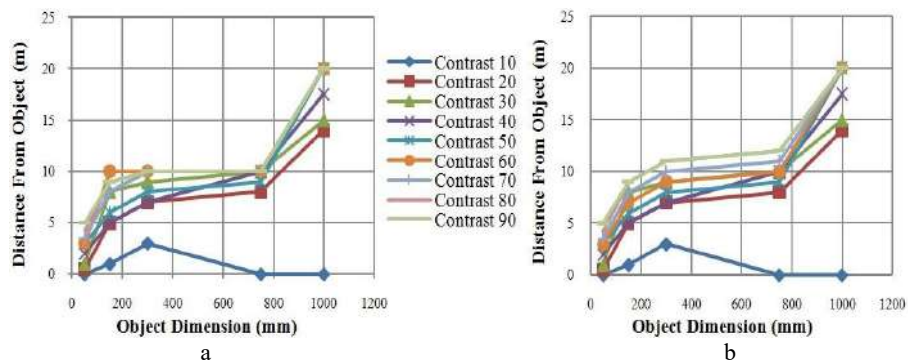 25
20
15
10
5
0
0 200 400 600 800 1000 1200
Distance From Object (m)
Object Dimension (mm)
a
Contrast 10
Contrast 20
Contrast 30
Contrast 40
Contrast 50
Contrast 60
Contrast 70
Contrast 80
Contrast 90
25
20
15
10
5
0
0 200 400 600 800 1000 1200
Distance From Object (m)
Object Dimension (mm)
b